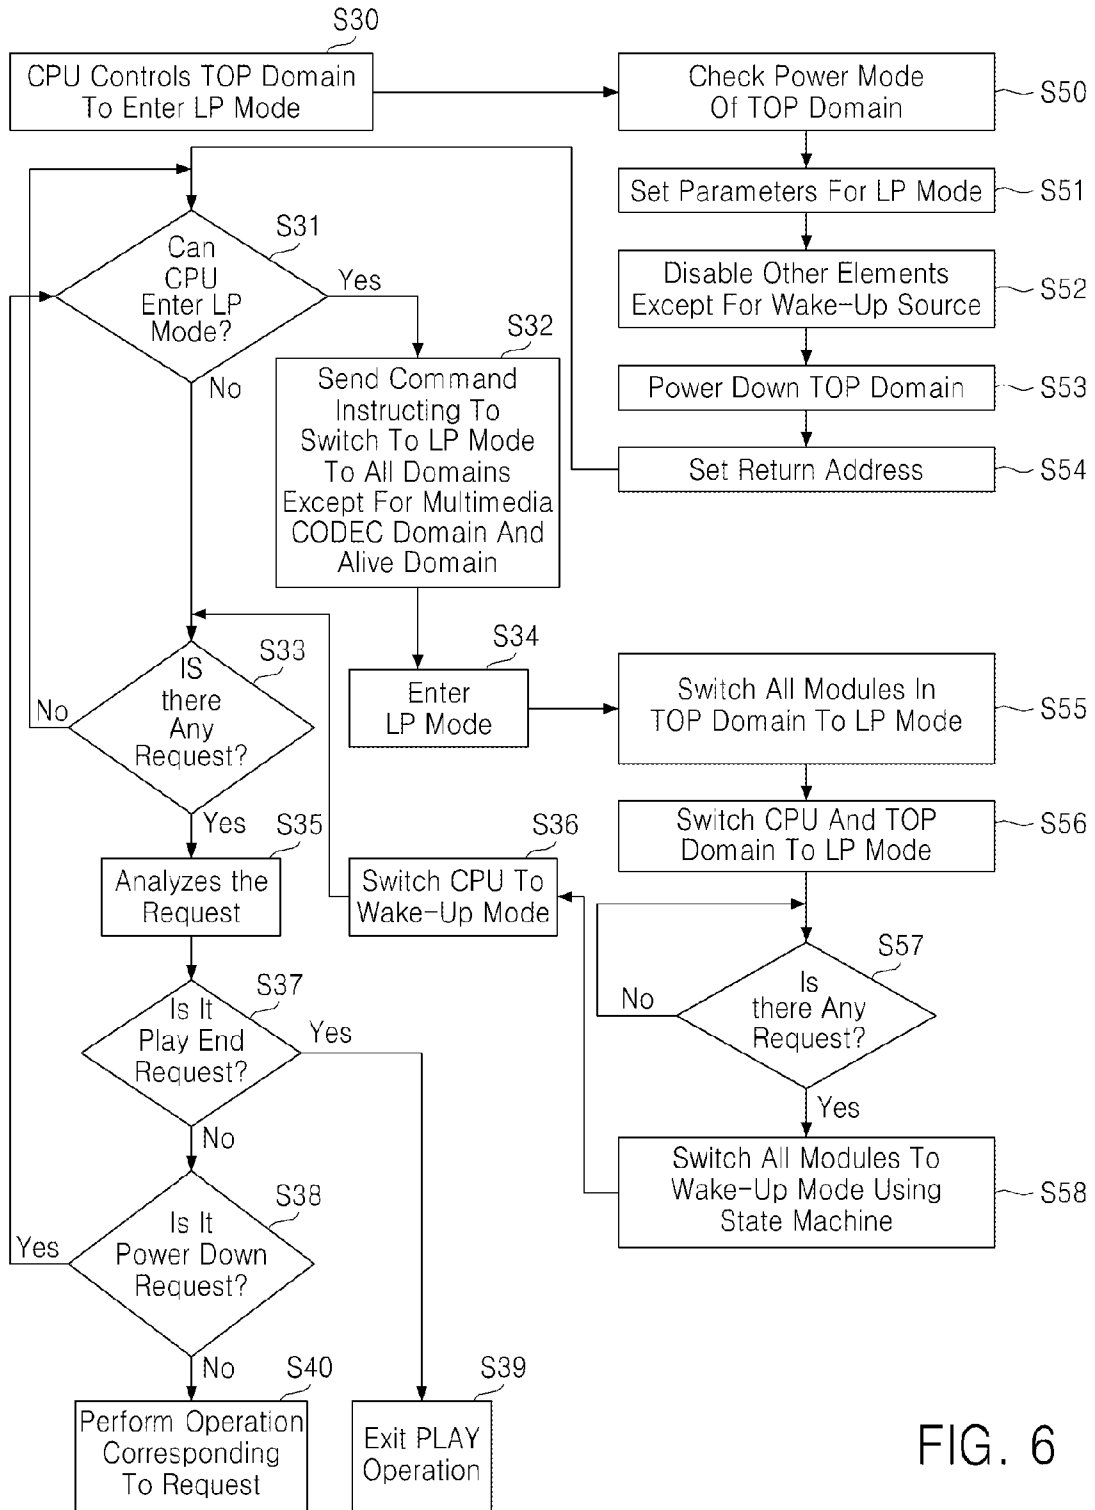 S30
CPU Controls TOP Domain
To Enter LP Mode
Check Power Mode
Of TOP Domain
S50
Set Parameters For LP Mode
S51
Disable Other Elements
Except For Wake-Up Source
S52
Power Down TOP Domain
S53
Set Return Address
S54
S31
Can
CPU
Enter LP
Mode?
Yes
No
S32
Send Command
Instructing To
Switch To LP Mode
To All Domains
Except For Multimedia
CODEC Domain And
Alive Domain
S33
IS
there
Any
Request?
No
Yes
S34
Enter
LP Mode
Switch All Modules In
TOP Domain To LP Mode
S55
Switch CPU And TOP
Domain To LP Mode
S56
S35
Analyzes the
Request
S36
Switch CPU To
Wake-Up Mode
S57
Is
there Any
Request?
No
Yes
S37
Is It
Play End
Request?
Yes
No
Switch All Modules To
Wake-Up Mode Using
State Machine
S58
S38
Is It
Power Down
Request?
Yes
No
S40
Perform Operation
Corresponding
To Request
S39
Exit PLAY
Operation
FIG. 6